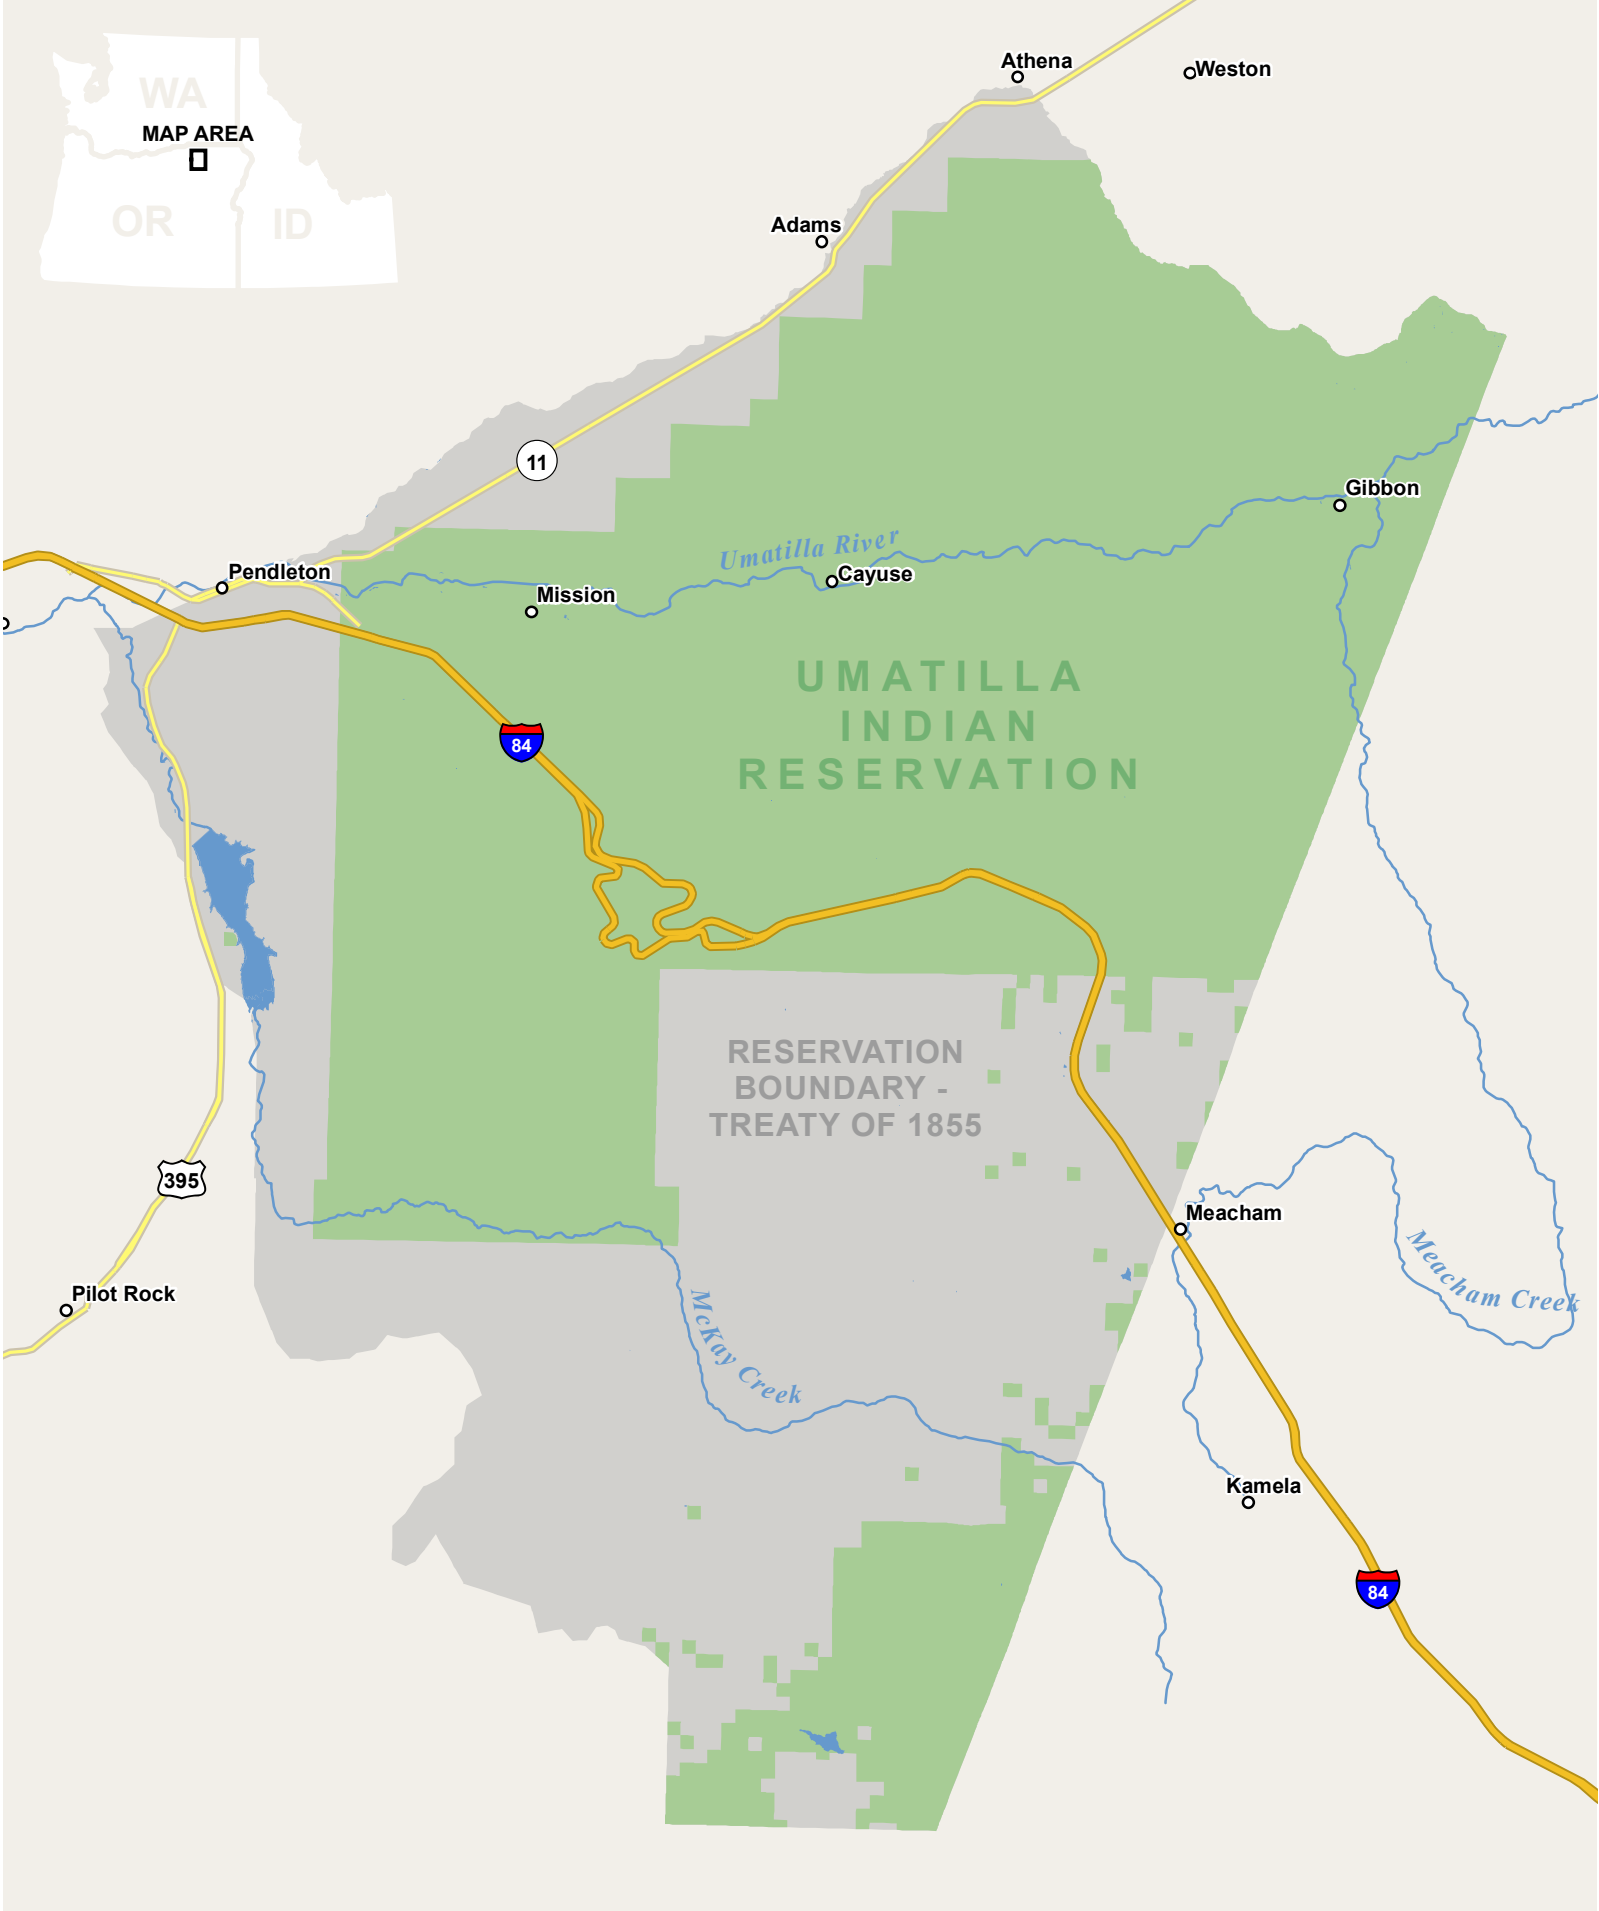 Athena
Weston
WA
MAP AREA
OR
ID
Adams
11
Gibbon
Umatilla River
Pendleton
Cayuse
Mission
UMATILLA
INDIAN
RESERVATION
84
RESERVATION
BOUNDARY -
TREATY OF 1855
395
Meacham
Meacham Creek
Pilot Rock
McKay Creek
Kamela
84